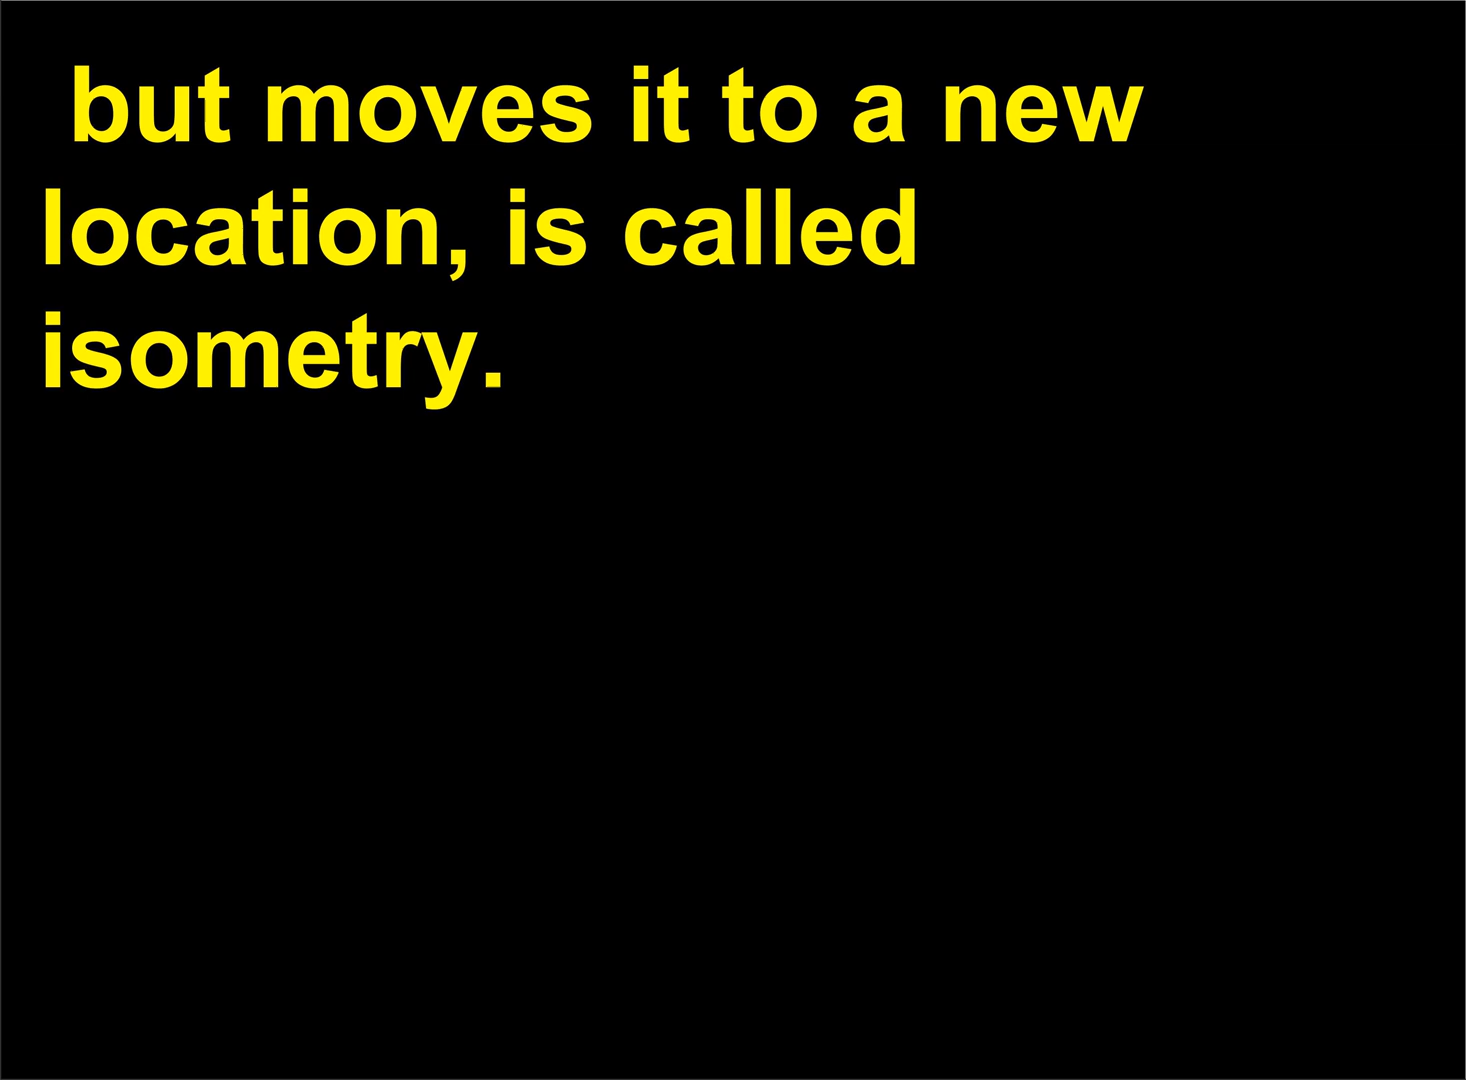 but moves it to a new
location, is called
isometry.